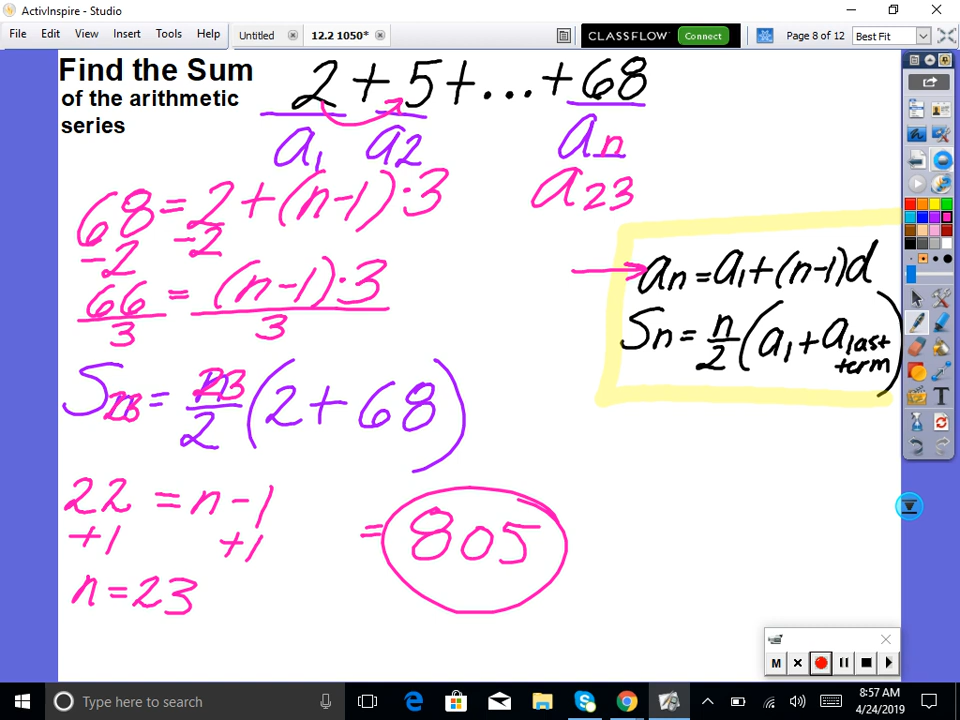 ActivInspire - Studio
File Edit View Insert Tools Help Untitled 12.2 1050* CLASSFLOW Connect Page 8 of 12 Best Fit
Find the Sum
of the arithmetic
series
2 + 5 + ... + 68
a1 a2 an
a23
68 = 2 + (n-1)·3
-2 -2
66 = (n-1)·3
3 3
an = a1 + (n-1)d
Sn = n/2 (a1 + a last term)
S23 = 23/2 (2 + 68)
22 = n - 1
+1 +1
n = 23
= 805
M
Type here to search
8:57 AM
4/24/2019